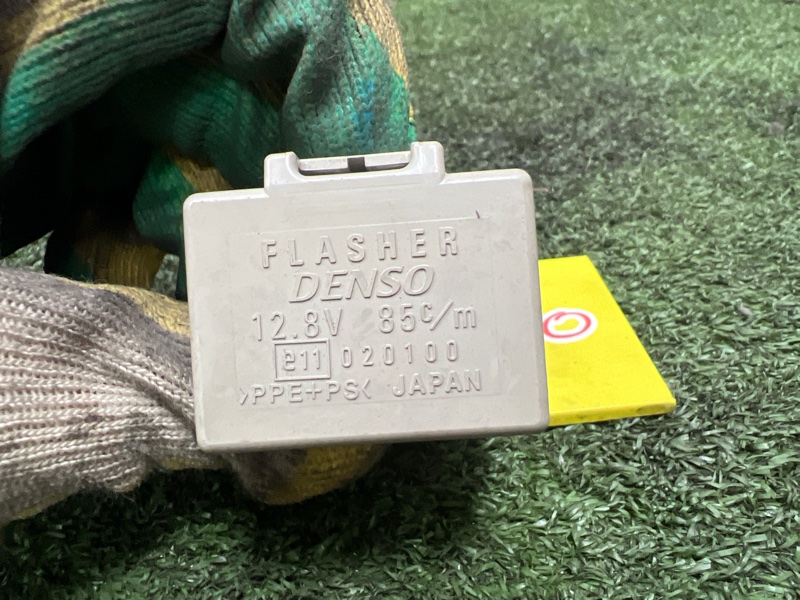 FLASHER
DENSO
12.8V 85c/m
e11 020100
>PPE+PS< JAPAN